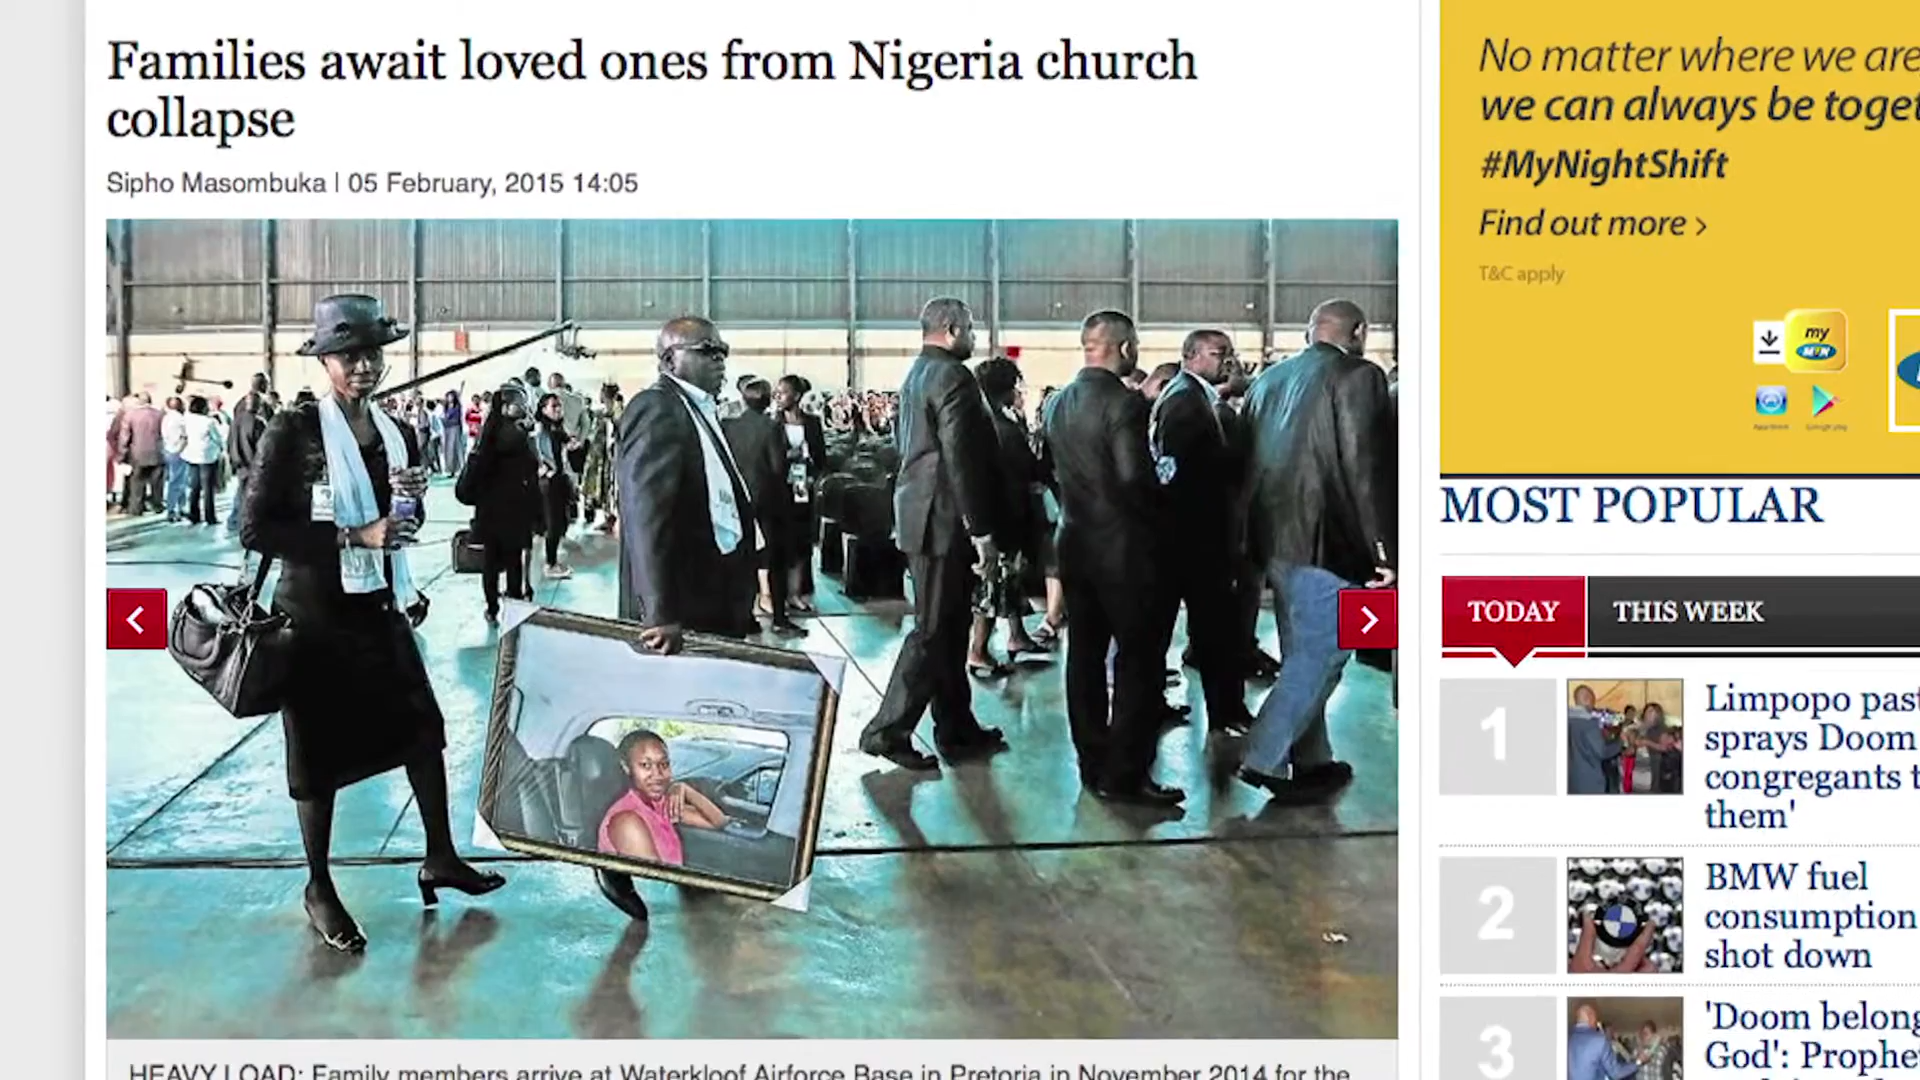 Families await loved ones from Nigeria church
collapse
Sipho Masombuka | 05 February, 2015 14:05
HEAVY LOAD: Family members arrive at Waterkloof Airforce Base in Pretoria in November 2014 for the
No matter where we are
we can always be toget
#MyNightShift
Find out more >
T&C apply
my
MTN
MOST POPULAR
TODAY
THIS WEEK
1
Limpopo past
sprays Doom
congregants t
them'
2
BMW fuel
consumption
shot down
3
'Doom belong
God': Prophe